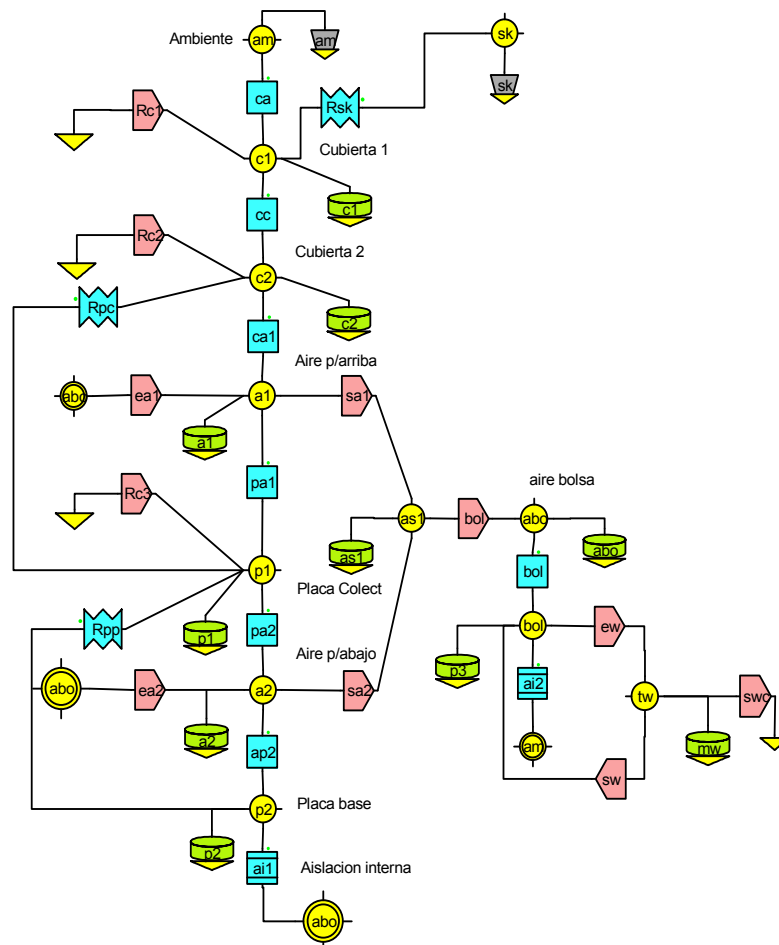 Ambiente
am
am
sk
sk
ca
Rsk
Rc1
c1
Cubierta 1
c1
cc
Rc2
Cubierta 2
c2
Rpc
c2
ca1
Aire p/arriba
abo
ea1
a1
sa1
a1
pa1
aire bolsa
Rc3
as1
bol
abo
as1
abo
bol
p1
Placa Colect
Rpp
p1
pa2
bol
ew
p3
Aire p/abajo
ai2
abo
ea2
a2
sa2
tw
swc
a2
am
mw
ap2
sw
p2
Placa base
p2
ai1
Aislacion interna
abo